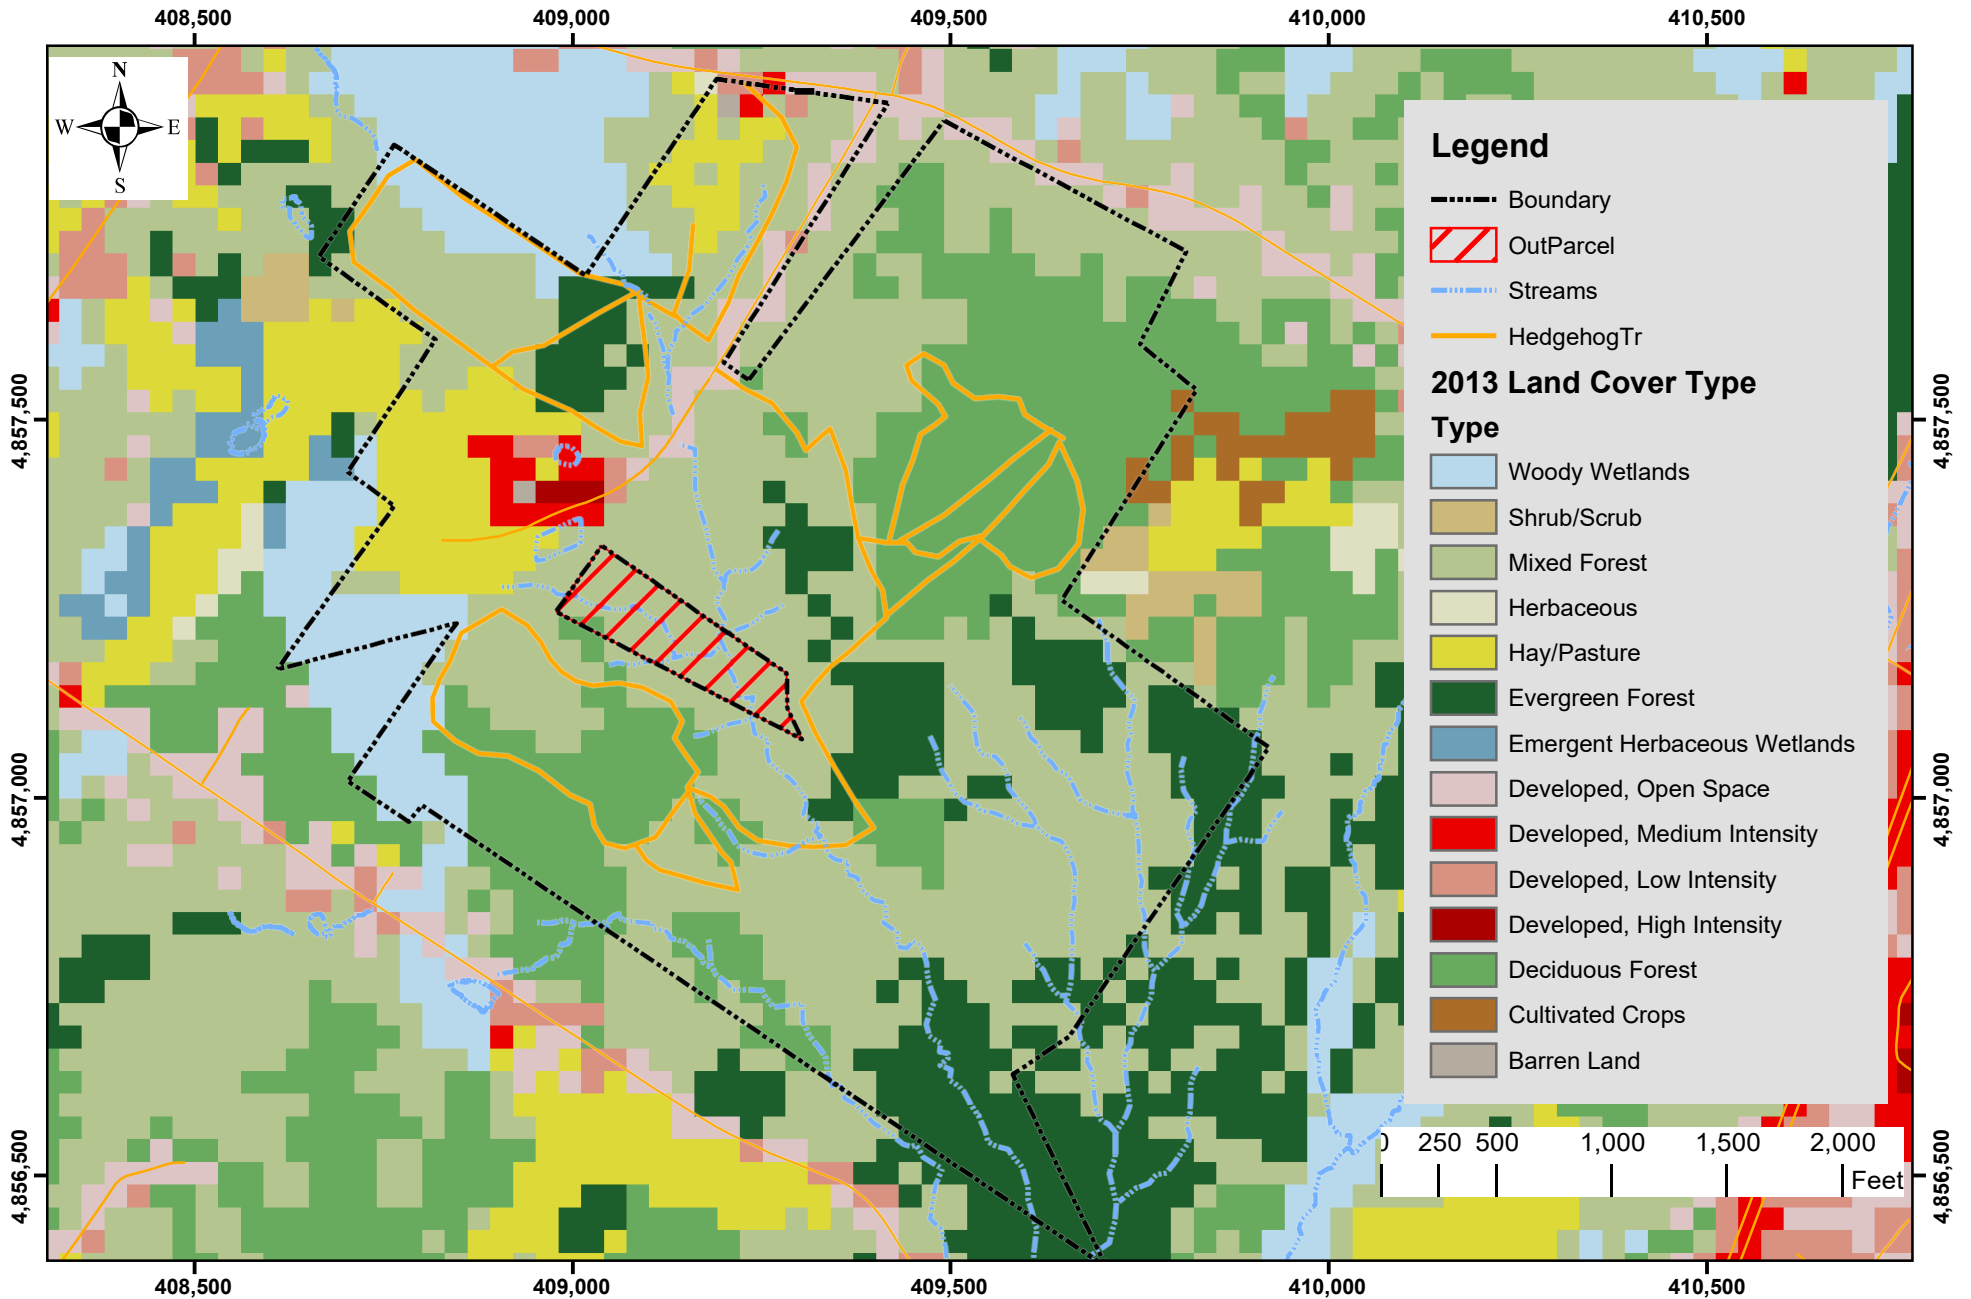 408,500 409,000 409,500 410,000 410,500
N
W E
S
Legend
Boundary
OutParcel
Streams
HedgehogTr
2013 Land Cover Type
Type
Woody Wetlands
Shrub/Scrub
Mixed Forest
Herbaceous
Hay/Pasture
Evergreen Forest
Emergent Herbaceous Wetlands
Developed, Open Space
Developed, Medium Intensity
Developed, Low Intensity
Developed, High Intensity
Deciduous Forest
Cultivated Crops
Barren Land
4,857,500 4,857,500
4,857,000 4,857,000
4,856,500 4,856,500
0 250 500 1,000 1,500 2,000
Feet
408,500 409,000 409,500 410,000 410,500